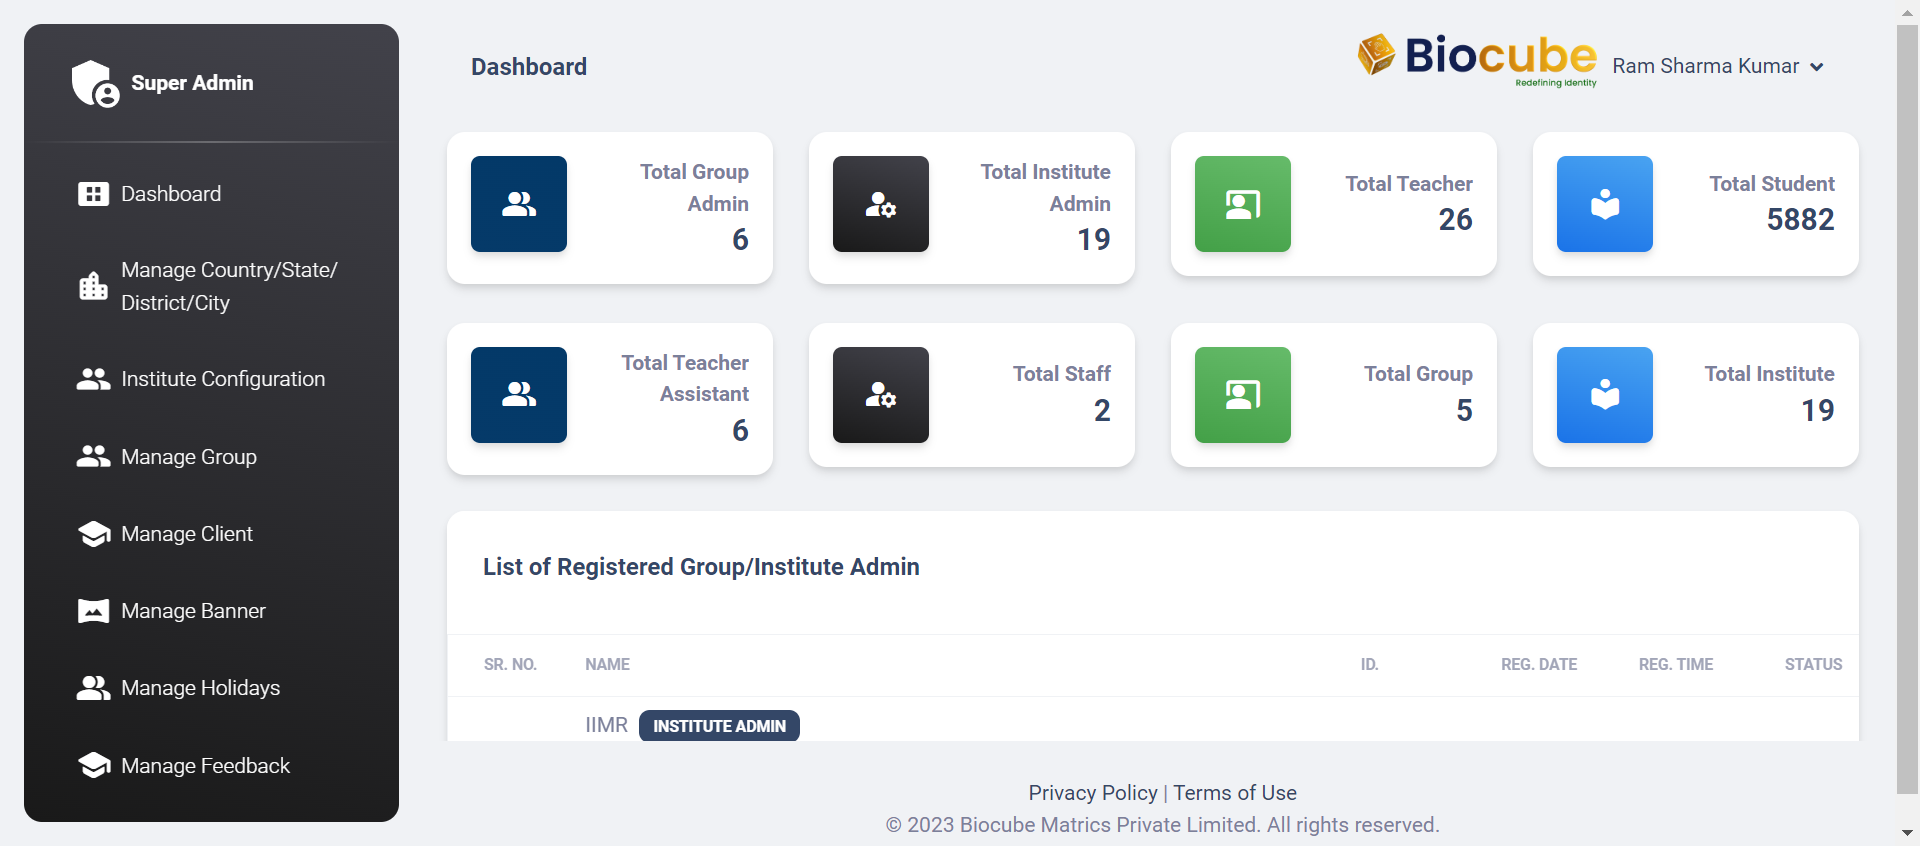 Super Admin
Dashboard
Manage Country/State/
District/City
Institute Configuration
Manage Group
Manage Client
Manage Banner
Manage Holidays
Manage Feedback
Dashboard
Biocube
Redefining Identity
Ram Sharma Kumar
Total Group
Admin
6
Total Institute
Admin
19
Total Teacher
26
Total Student
5882
Total Teacher
Assistant
6
Total Staff
2
Total Group
5
Total Institute
19
List of Registered Group/Institute Admin
SR. NO. NAME ID. REG. DATE REG. TIME STATUS
IIMR INSTITUTE ADMIN
Privacy Policy | Terms of Use
© 2023 Biocube Matrics Private Limited. All rights reserved.